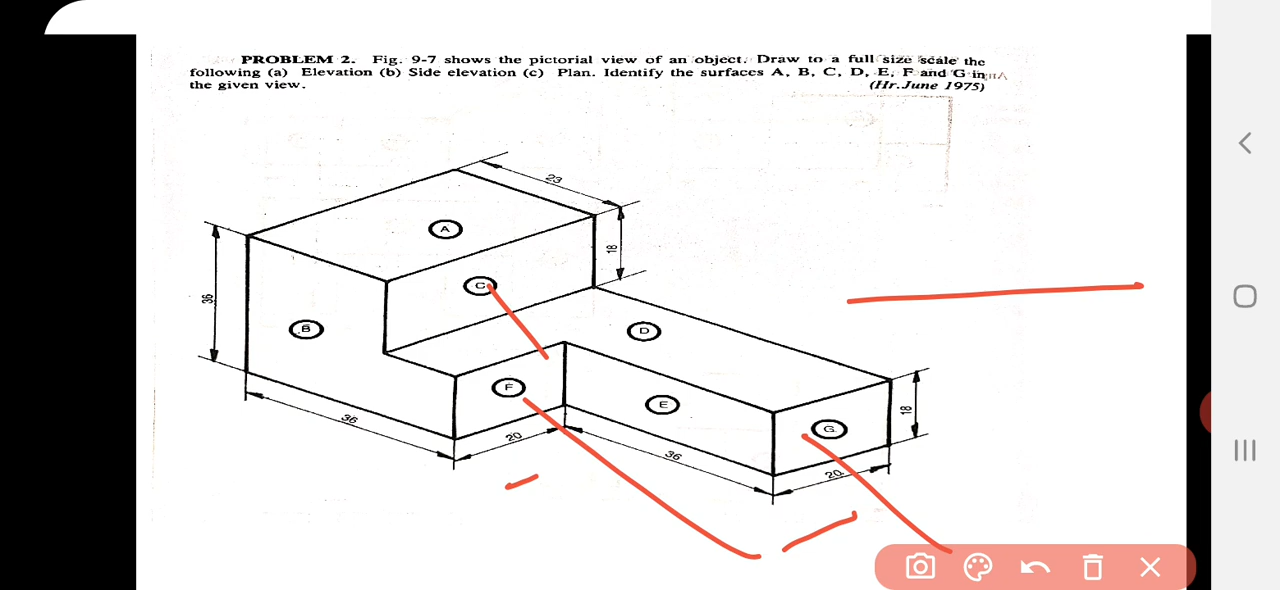 PROBLEM 2. Fig. 9-7 shows the pictorial view of an object. Draw to a full size scale the
following (a) Elevation (b) Side elevation (c) Plan. Identify the surfaces A, B, C, D, E, F and G in
the given view. (Hr. June 1975)
23
A
18
36
C
B
D
F
E
18
G
36
20
36
20